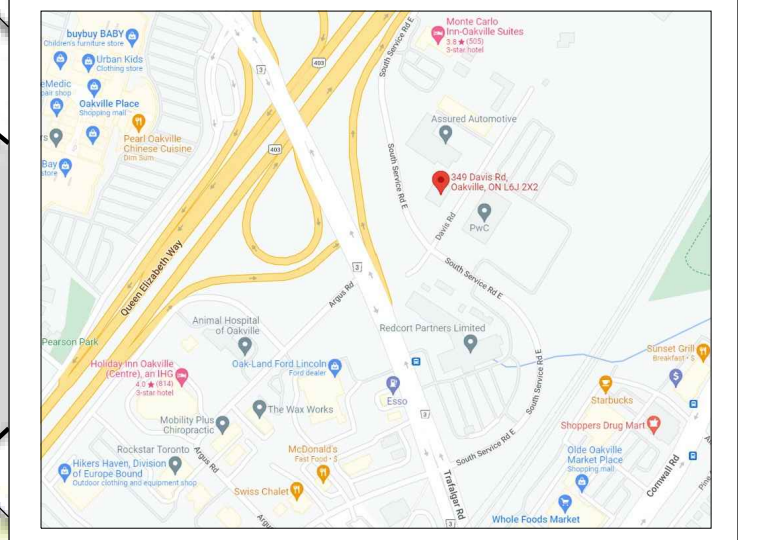 buybuy BABY
Children's furniture store
Urban Kids
Clothing store
eMedic
pair shop
Oakville Place
Shopping mall
rs
Pearl Oakville
Chinese Cuisine
Dim Sum
Bay
store
3
403
403
South Service Rd E
Monte Carlo
Inn-Oakville Suites
3.8 ★ (505)
3-star hotel
Assured Automotive
South Service Rd E
349 Davis Rd,
Oakville, ON L6J 2X2
Davis Rd
PwC
Queen Elizabeth Way
3
South Service Rd E
Argus Rd
Pearson Park
Animal Hospital
of Oakville
Redcort Partners Limited
Holiday Inn Oakville
(Centre), an IHG
4.0 ★ (814)
3-star hotel
Oak-Land Ford Lincoln
Ford dealer
Esso
South Service Rd E
Sunset Grill
Breakfast • $
Starbucks
The Wax Works
Mobility Plus
Chiropractic
3
Shoppers Drug Mart
Rockstar Toronto
Argus Rd
McDonald's
Fast Food • $
South Service Rd E
Olde Oakville
Market Place
Shopping mall
Cornwall Rd
Hikers Haven, Division
of Europe Bound
Outdoor clothing and equipment shop
Swiss Chalet
Trafalgar Rd
Whole Foods Market
Pine
Argus
3